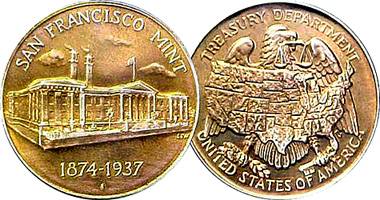 SAN FRANCISCO MINT
1874-1937
TREASURY DEPARTMENT
UNITED STATES OF AMERICA